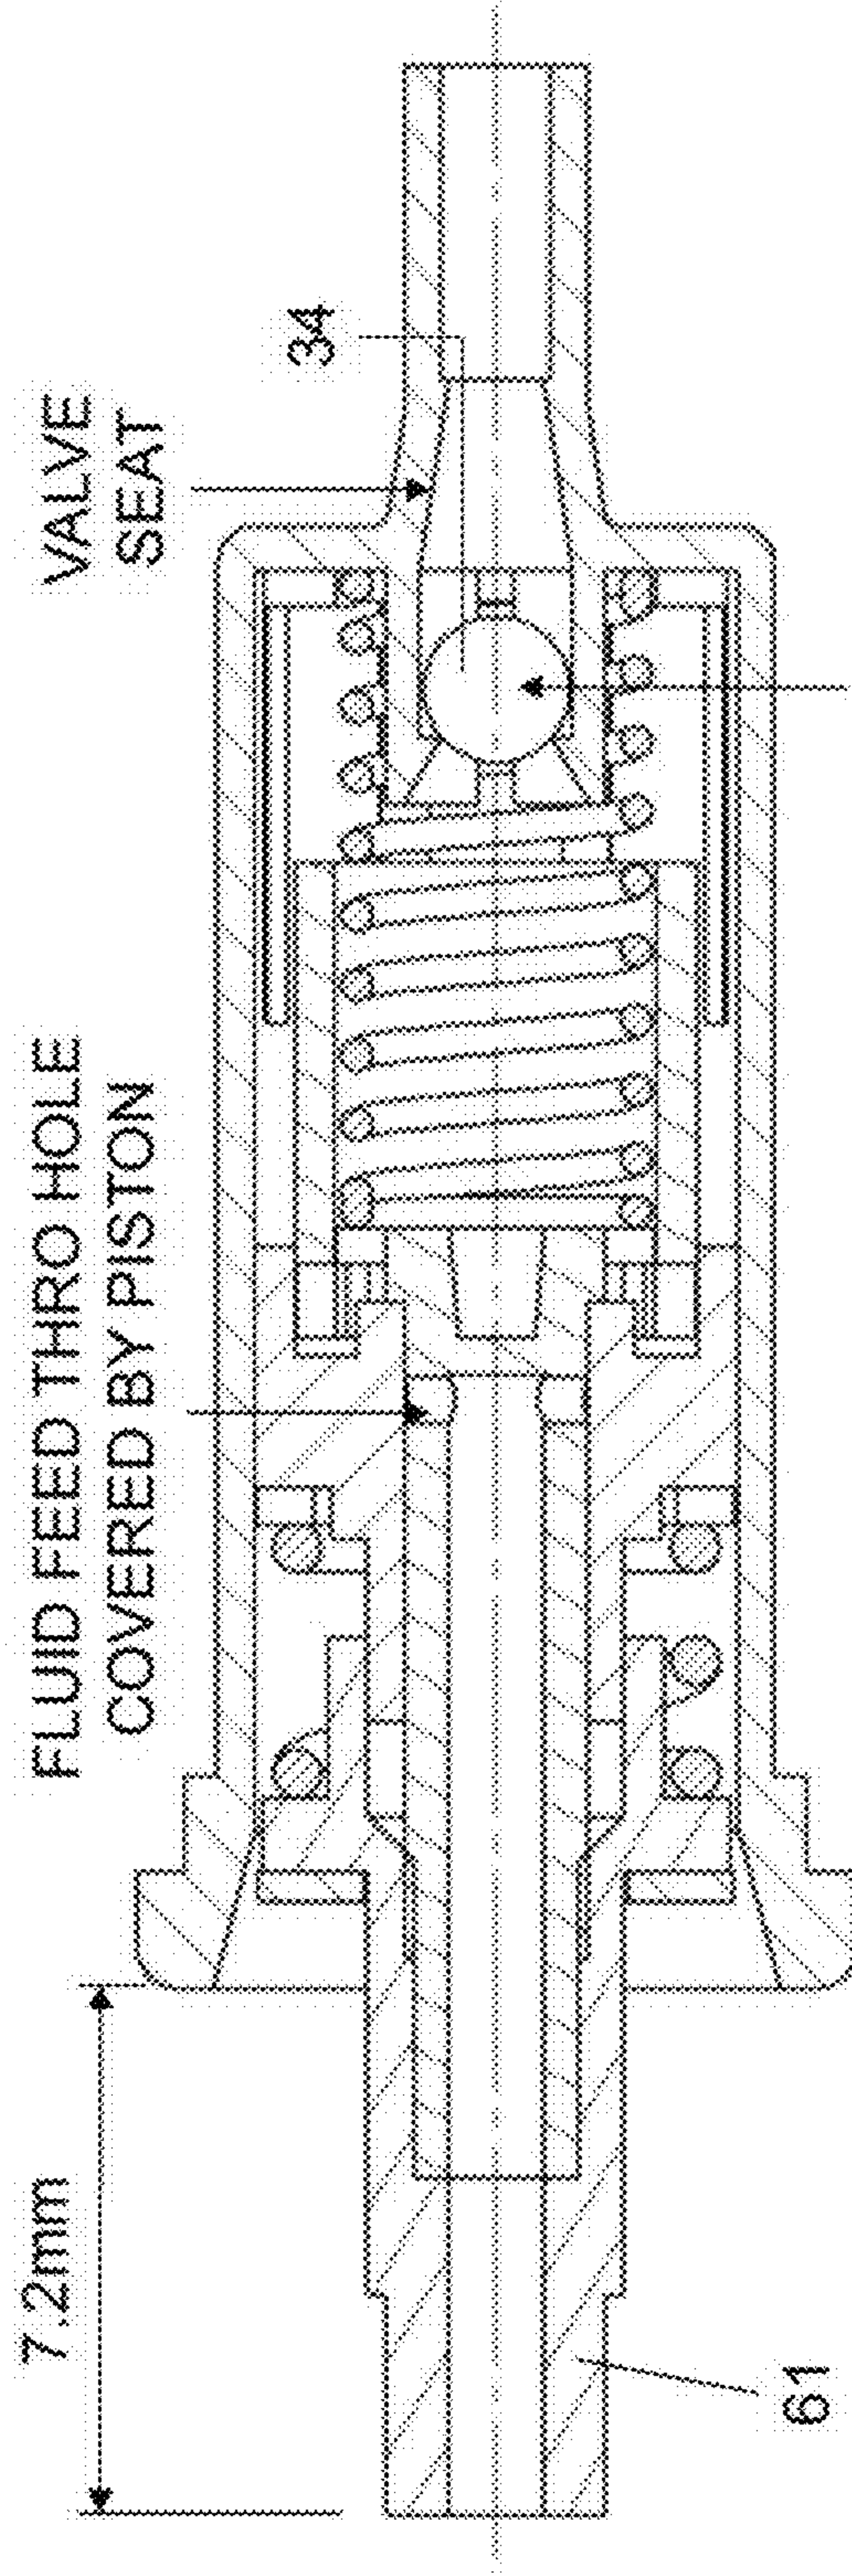 VALVE
SEAT
34
FLUID FEED THRO HOLE
COVERED BY PISTON
7.2mm
61